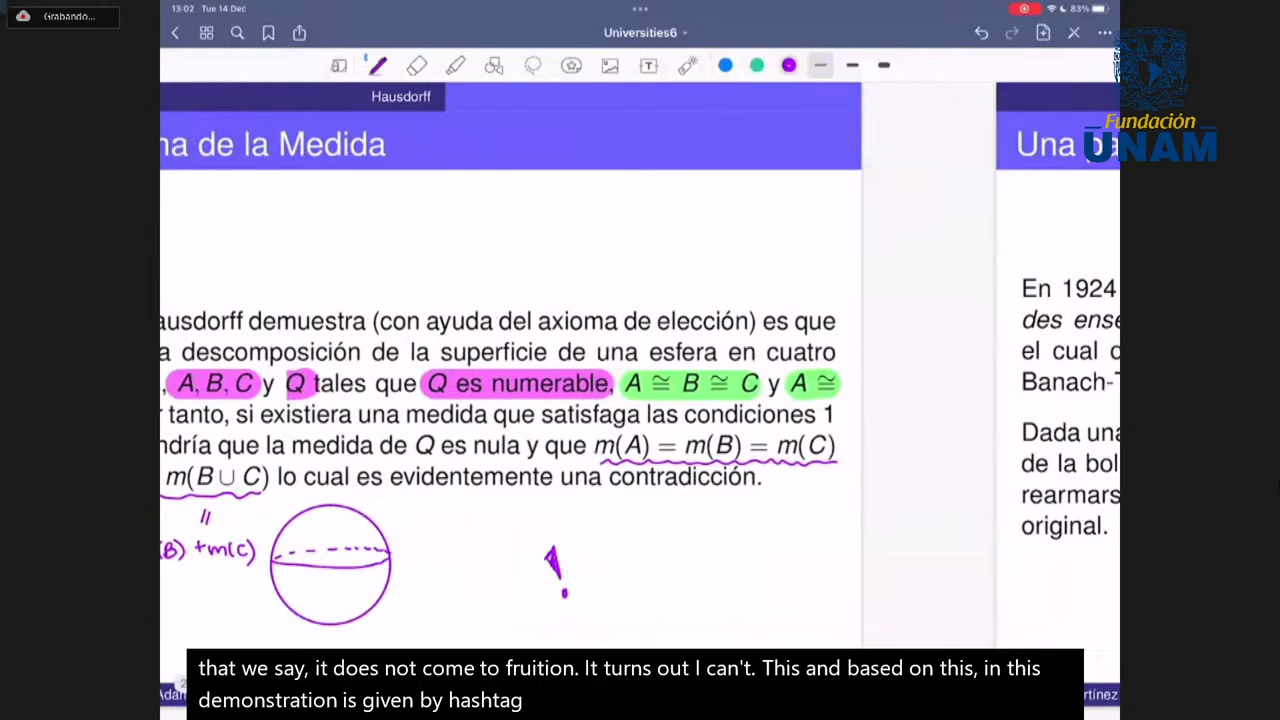 Grabando...
13:02 Tue 14 Dec
83%
Universities6
Hausdorff
na de la Medida
Una
Fundación
UNAM
ausdorff demuestra (con ayuda del axioma de elección) es que
a descomposición de la superficie de una esfera en cuatro
, A, B, C y Q tales que Q es numerable, A ≅ B ≅ C y A ≅
r tanto, si existiera una medida que satisfaga las condiciones 1
ndría que la medida de Q es nula y que m(A) = m(B) = m(C)
m(B ∪ C) lo cual es evidentemente una contradicción.
=
(B) + m(C)
!
En 1924
des ense
el cual c
Banach-T
Dada una
de la bol
rearmars
original.
that we say, it does not come to fruition. It turns out I can't. This and based on this, in this
demonstration is given by hashtag
Adan
rtínez